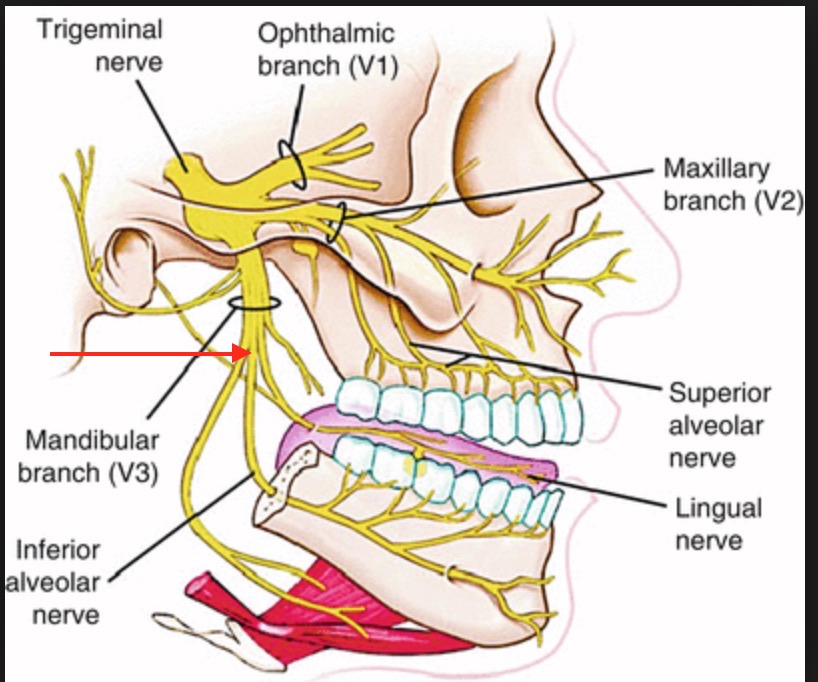 Trigeminal
nerve
Ophthalmic
branch (V1)
Maxillary
branch (V2)
Superior
alveolar
nerve
Mandibular
branch (V3)
Lingual
nerve
Inferior
alveolar
nerve